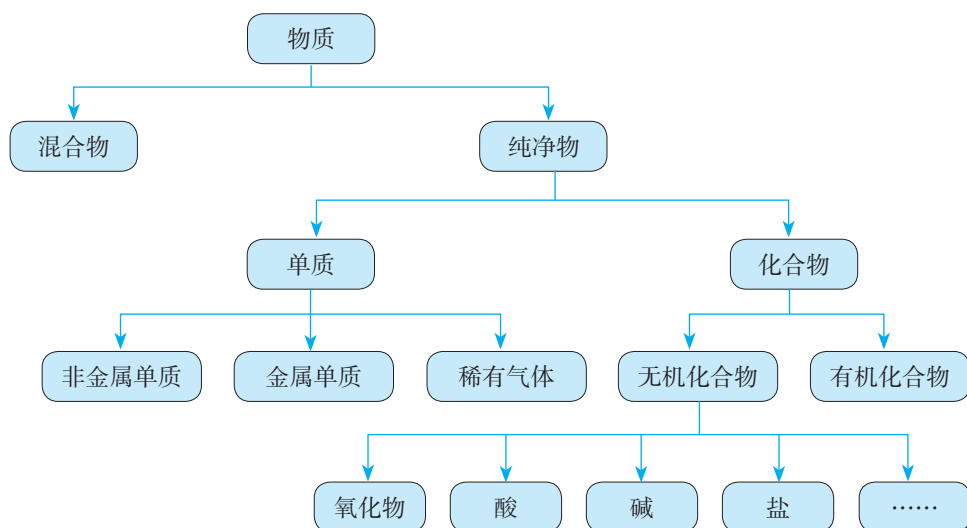 物质
混合物
纯净物
单质
化合物
非金属单质
金属单质
稀有气体
无机化合物
有机化合物
氧化物
酸
碱
盐
……